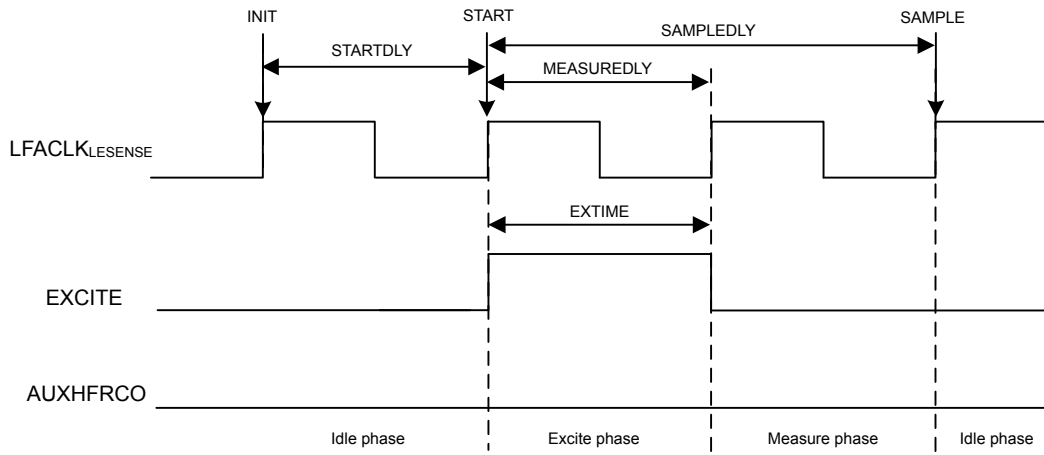 INIT
START
SAMPLE
STARTDLY
SAMPLEDLY
MEASUREDLY
LFACLKLESENSE
EXTIME
EXCITE
AUXHFRCO
Idle phase
Excite phase
Measure phase
Idle phase